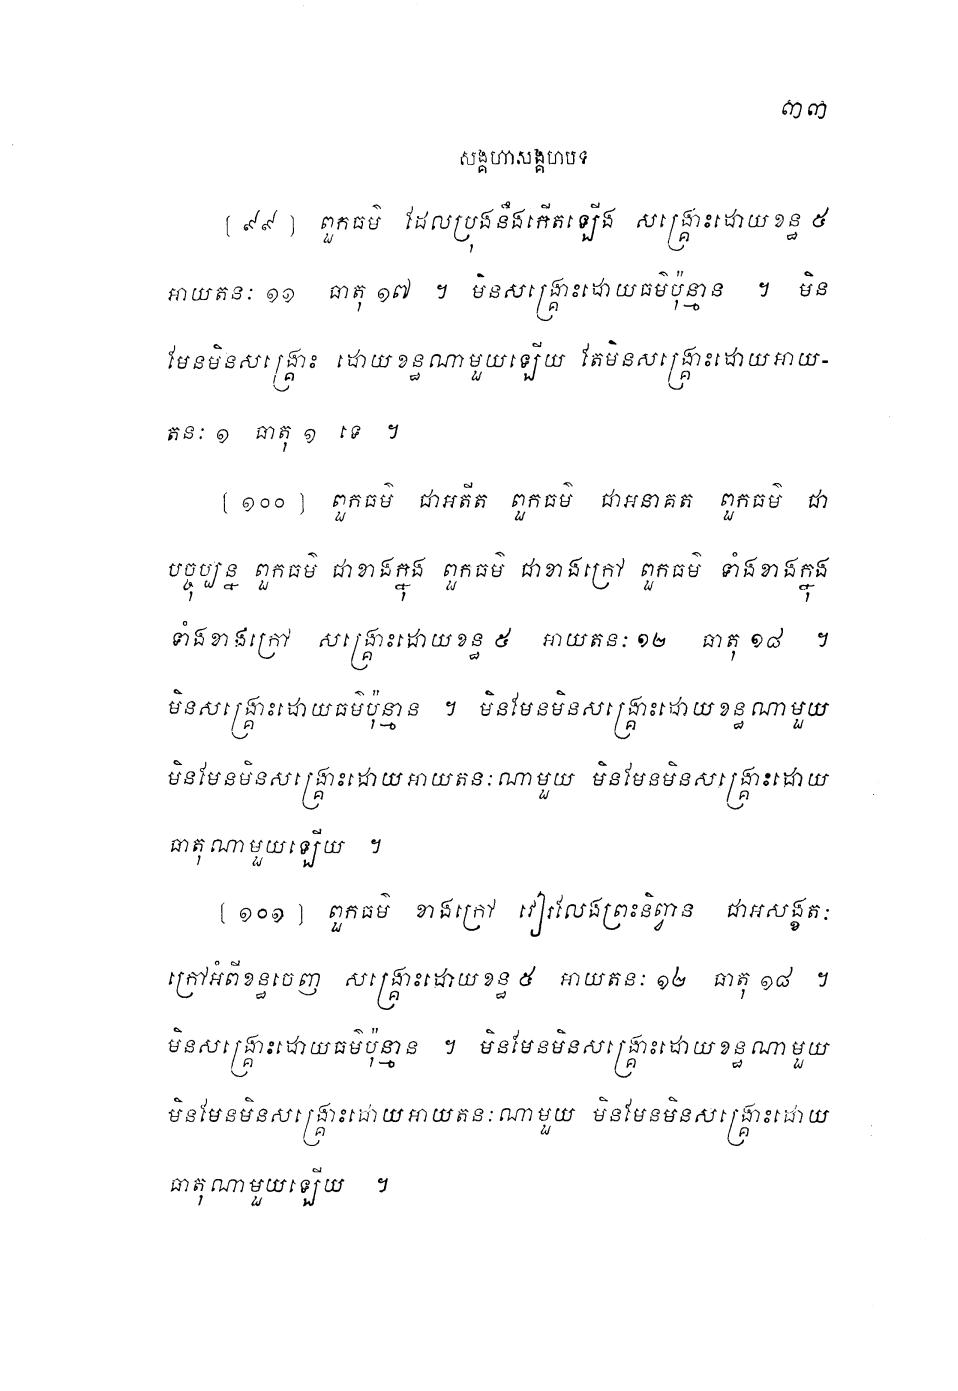 ៣៣
សង្គហាសង្គហបទ
[ ៩៩ ] ពួកធម៌ ដែលប្រុងនឹងកើតឡើង សង្គ្រោះដោយខន្ធ ៥
អាយតនៈ ១១ ធាតុ ១៧ ។ មិនសង្គ្រោះដោយធម៌ប៉ុន្មាន ។ មិន
មែនមិនសង្គ្រោះ ដោយខន្ធណាមួយឡើយ តែមិនសង្គ្រោះដោយអាយ-
តនៈ ១ ធាតុ ១ ទេ ។
[ ១០០ ] ពួកធម៌ ជាអតីត ពួកធម៌ ជាអនាគត ពួកធម៌ ជា
បច្ចុប្បន្ន ពួកធម៌ ជាខាងក្នុង ពួកធម៌ ជាខាងក្រៅ ពួកធម៌ ទាំងខាងក្នុង
ទាំងខាងក្រៅ សង្គ្រោះដោយខន្ធ ៥ អាយតនៈ ១២ ធាតុ ១៨ ។
មិនសង្គ្រោះដោយធម៌ប៉ុន្មាន ។ មិនមែនមិនសង្គ្រោះដោយខន្ធណាមួយ
មិនមែនមិនសង្គ្រោះដោយអាយតនៈណាមួយ មិនមែនមិនសង្គ្រោះដោយ
ធាតុណាមួយឡើយ ។
[ ១០១ ] ពួកធម៌ ខាងក្រៅ វៀរលែងព្រះនិព្វាន ជាអសង្ខតៈ
ក្រៅអំពីខន្ធចេញ សង្គ្រោះដោយខន្ធ ៥ អាយតនៈ ១២ ធាតុ ១៨ ។
មិនសង្គ្រោះដោយធម៌ប៉ុន្មាន ។ មិនមែនមិនសង្គ្រោះដោយខន្ធណាមួយ
មិនមែនមិនសង្គ្រោះដោយអាយតនៈណាមួយ មិនមែនមិនសង្គ្រោះដោយ
ធាតុណាមួយឡើយ ។